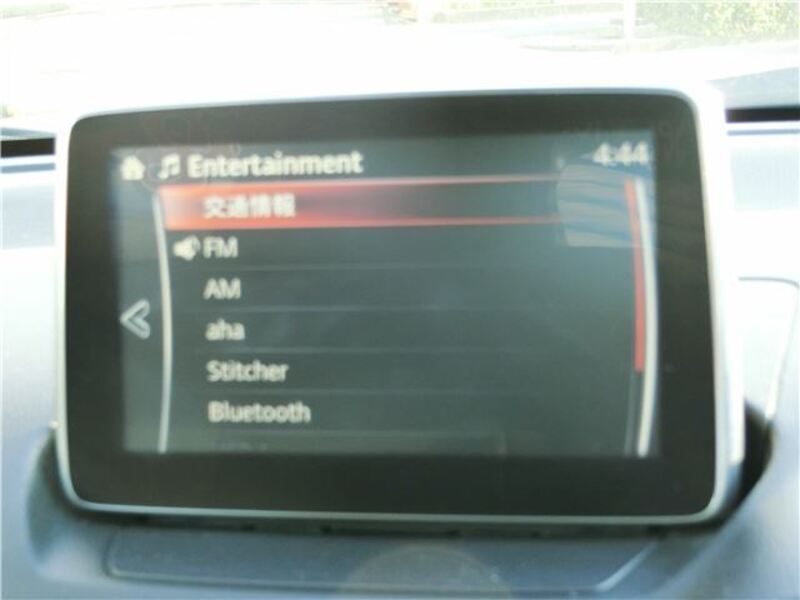 Entertainment 4:44
交通情報
FM
AM
aha
Stitcher
Bluetooth